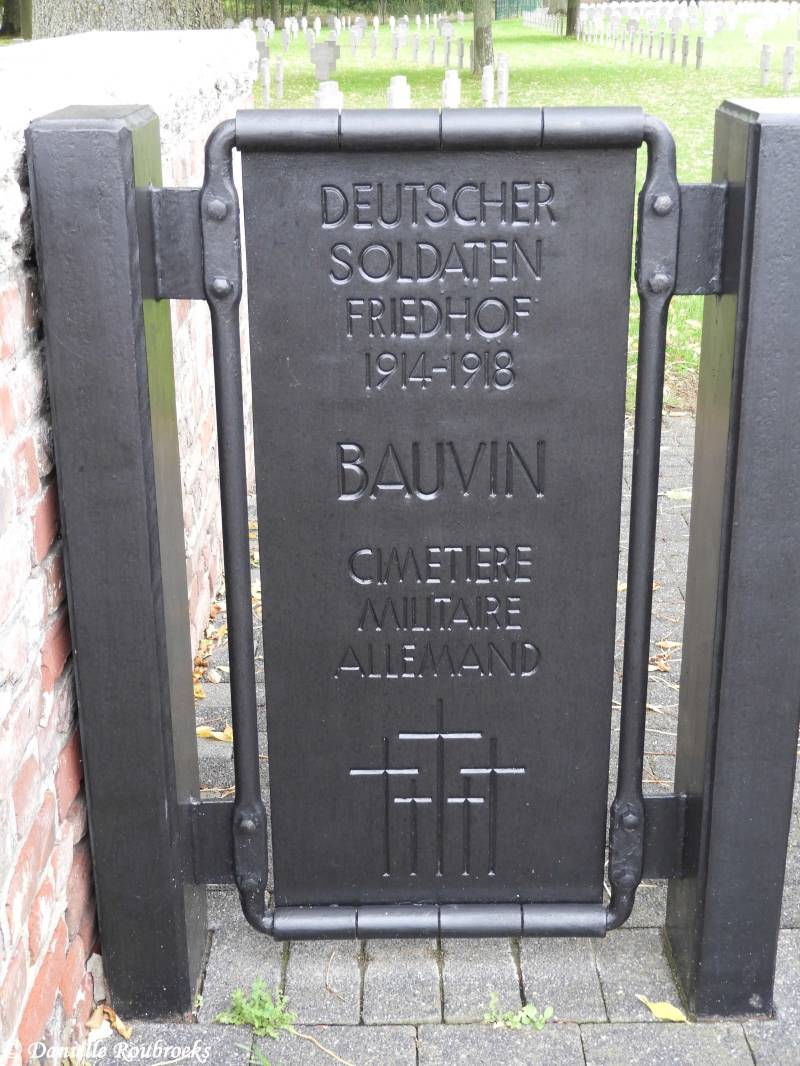 DEUTSCHER
SOLDATEN
FRIEDHOF
1914-1918
BAUVIN
CIMETIERE
MILITAIRE
ALLEMAND
© Danielle Roubroeks